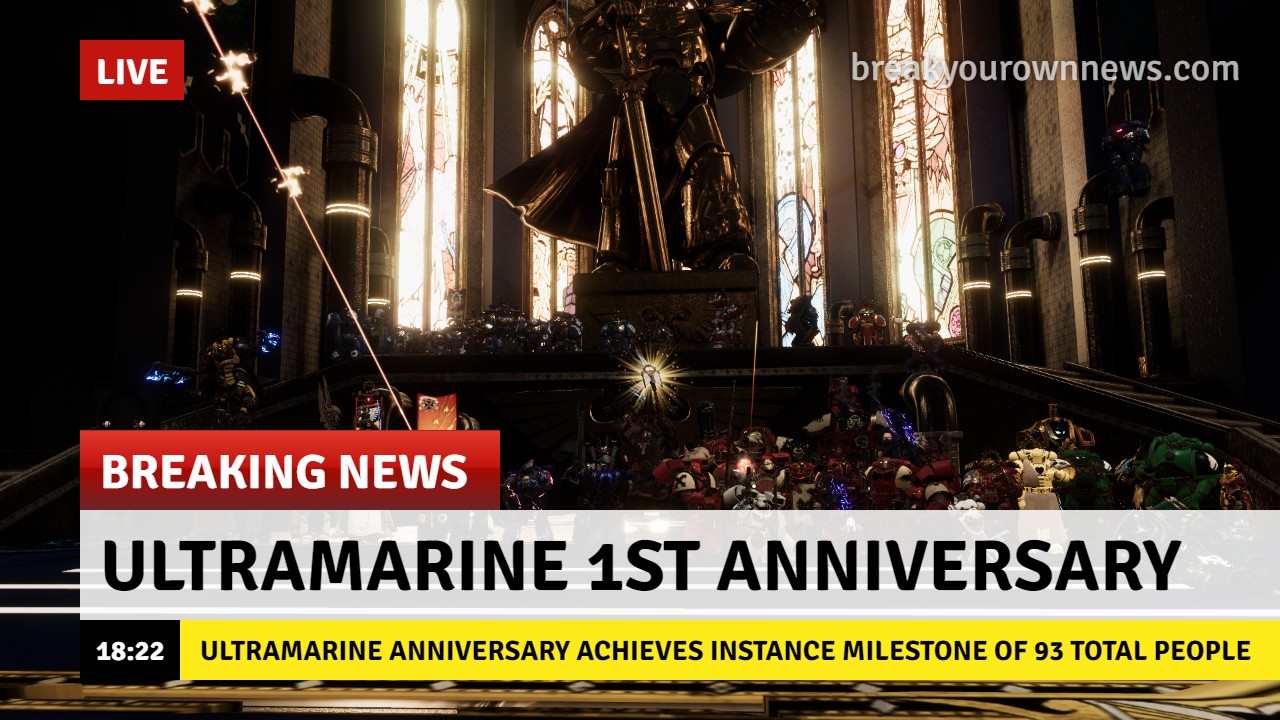 LIVE
breakyourownnews.com
BREAKING NEWS
ULTRAMARINE 1ST ANNIVERSARY
18:22
ULTRAMARINE ANNIVERSARY ACHIEVES INSTANCE MILESTONE OF 93 TOTAL PEOPLE